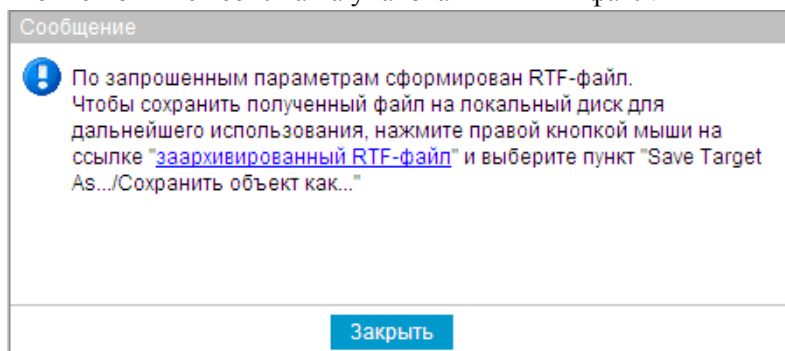 Сообщение
По запрошенным параметрам сформирован RTF-файл.
Чтобы сохранить полученный файл на локальный диск для
дальнейшего использования, нажмите правой кнопкой мыши на
ссылке "заархивированный RTF-файл" и выберите пункт "Save Target
As.../Сохранить объект как..."
Закрыть